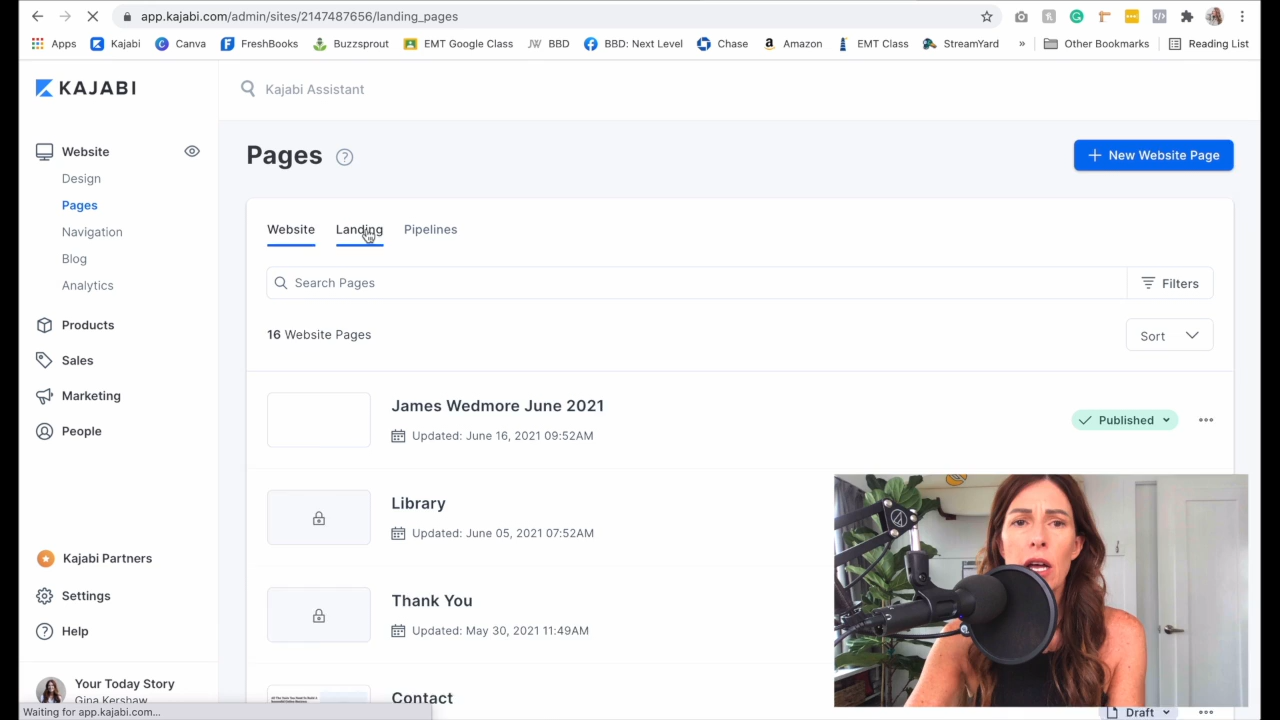 app.kajabi.com/admin/sites/2147487656/landing_pages
Apps Kajabi Canva FreshBooks Buzzsprout EMT Google Class BBD BBD: Next Level Chase Amazon EMT Class StreamYard » Other Bookmarks Reading List
KAJABI
Kajabi Assistant
Website
Design
Pages
Navigation
Blog
Analytics
Products
Sales
Marketing
People
Kajabi Partners
Settings
Help
Your Today Story
Gina Kershaw
Waiting for app.kajabi.com...
Pages ?
+ New Website Page
Website Landing Pipelines
Search Pages
Filters
16 Website Pages
Sort
James Wedmore June 2021
Updated: June 16, 2021 09:52AM
Published
Library
Updated: June 05, 2021 07:52AM
Thank You
Updated: May 30, 2021 11:49AM
Contact
Draft